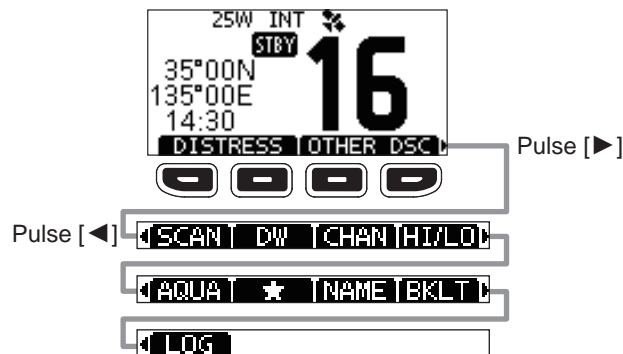 25W INT
STBY
16
35°00N
135°00E
14:30
DISTRESS OTHER DSC
Pulse [►]
Pulse [◄]
SCAN DW CHAN HI/LO
AQUA ★ NAME BKLT
LOG